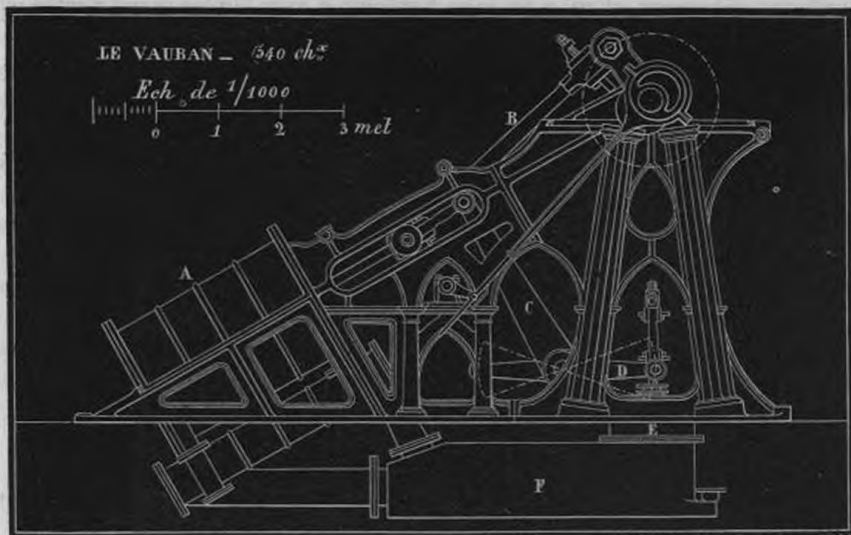 LE VAUBAN _ 540 chx
Ech. de 1/1000
0 1 2 3 met
B
A
C
D
E
F